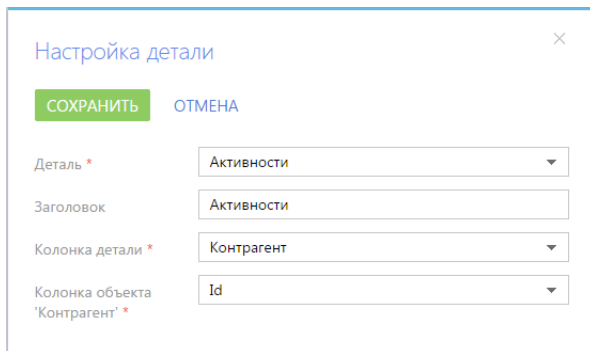 Настройка детали
СОХРАНИТЬ ОТМЕНА
Деталь * Активности
Заголовок Активности
Колонка детали * Контрагент
Колонка объекта Id
'Контрагент' *